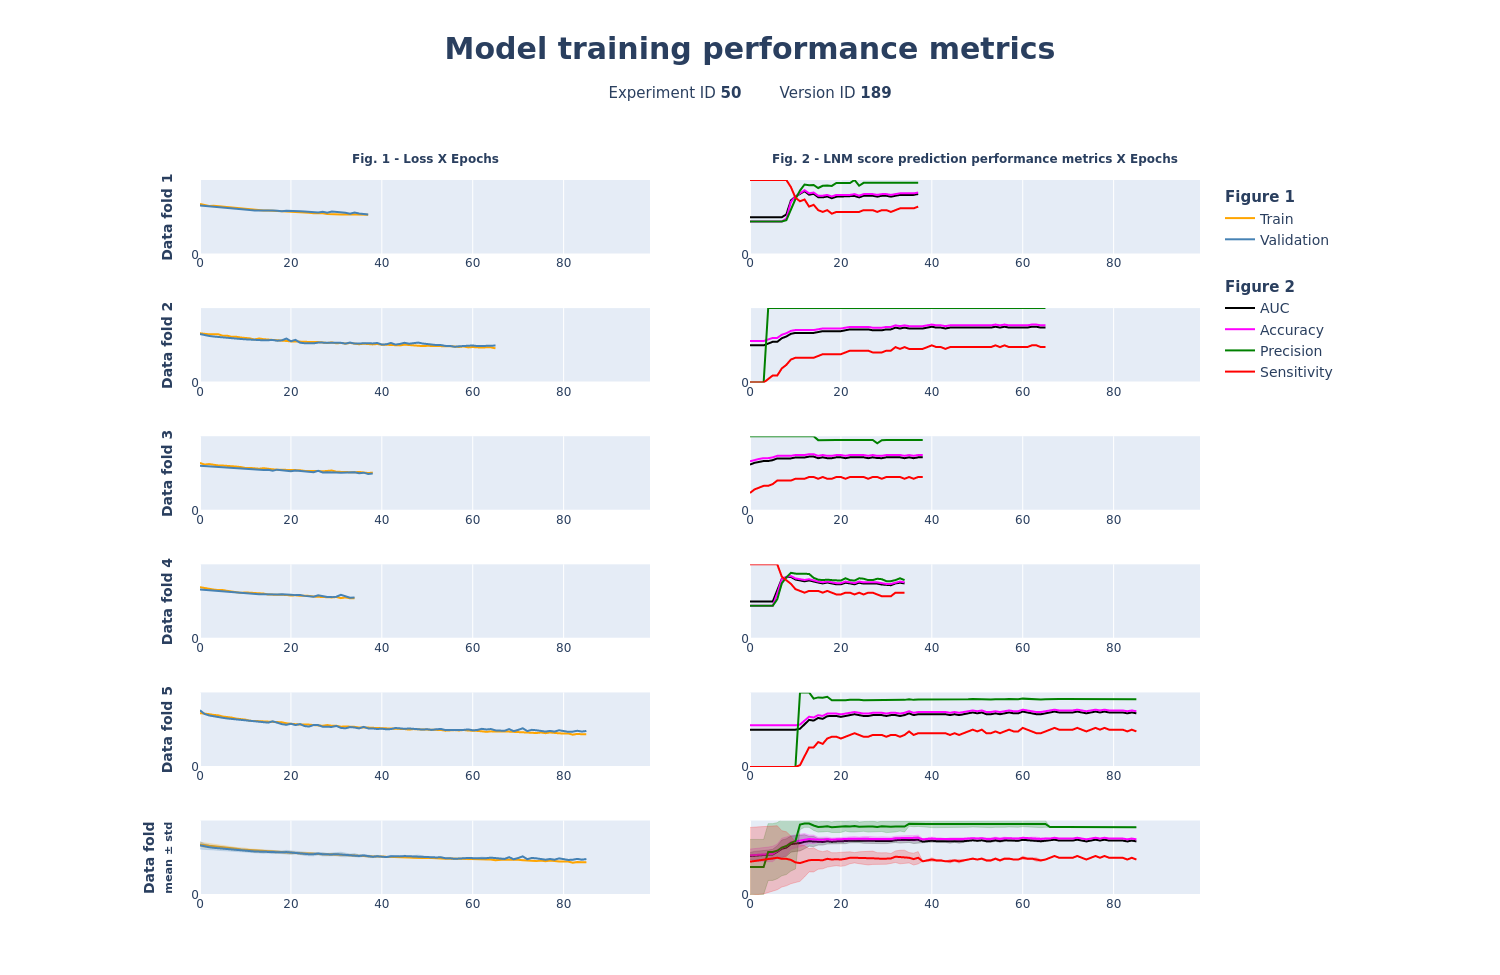 Model training performance metrics
Experiment ID 50 Version ID 189
Fig. 1 - Loss X Epochs
Fig. 2 - LNM score prediction performance metrics X Epochs
Data fold 1
0
0 20 40 60 80
0
0 20 40 60 80
Data fold 2
0
0 20 40 60 80
0
0 20 40 60 80
Data fold 3
0
0 20 40 60 80
0
0 20 40 60 80
Data fold 4
0
0 20 40 60 80
0
0 20 40 60 80
Data fold 5
0
0 20 40 60 80
0
0 20 40 60 80
Data fold
mean ± std
0
0 20 40 60 80
0
0 20 40 60 80
Figure 1
Train
Validation
Figure 2
AUC
Accuracy
Precision
Sensitivity